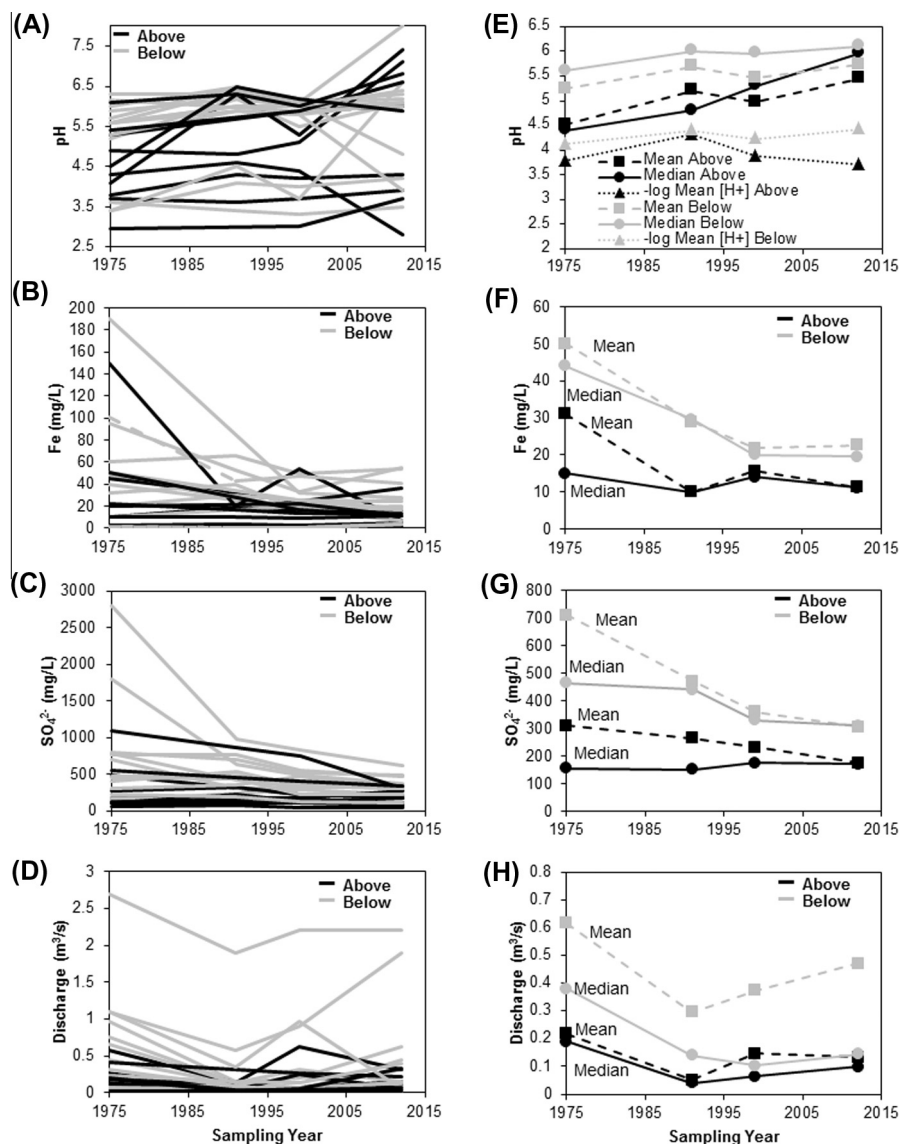 (A)
Above
Below
7.5
6.5
5.5
4.5
3.5
2.5
pH
1975 1985 1995 2005 2015
(B)
Above
Below
200
180
160
140
120
100
80
60
40
20
0
Fe (mg/L)
1975 1985 1995 2005 2015
(C)
Above
Below
3000
2500
2000
1500
1000
500
0
SO₄²⁻ (mg/L)
1975 1985 1995 2005 2015
(D)
Above
Below
3
2.5
2
1.5
1
0.5
0
Discharge (m³/s)
1975 1985 1995 2005 2015
Sampling Year
(E)
6.5
6
5.5
5
4.5
4
3.5
3
2.5
2
pH
Mean Above
Median Above
-log Mean [H+] Above
Mean Below
Median Below
-log Mean [H+] Below
1975 1985 1995 2005 2015
(F)
Above
Below
60
50
40
30
20
10
0
Fe (mg/L)
Mean
Median
Mean
Median
1975 1985 1995 2005 2015
(G)
Above
Below
800
700
600
500
400
300
200
100
0
SO₄²⁻ (mg/L)
Mean
Median
Mean
Median
1975 1985 1995 2005 2015
(H)
Above
Below
0.8
0.7
0.6
0.5
0.4
0.3
0.2
0.1
0
Discharge (m³/s)
Mean
Median
Mean
Median
1975 1985 1995 2005 2015
Sampling Year